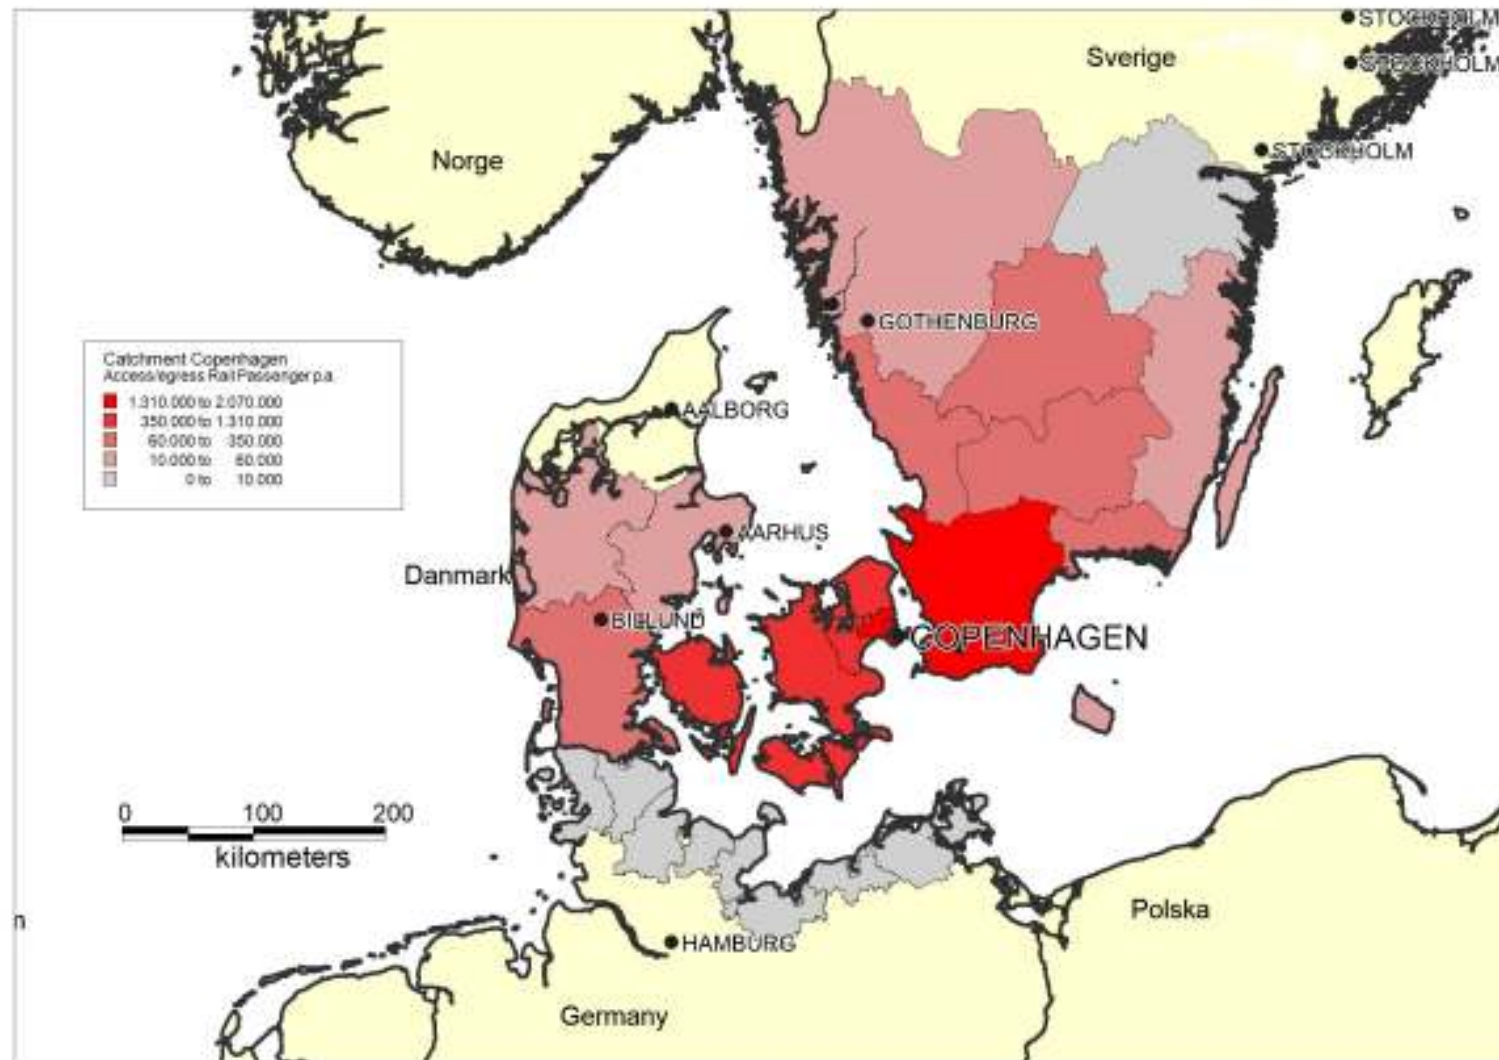 STOCKHOLM
Sverige
STOCKHOLM
STOCKHOLM
Norge
GOTHENBURG
Catchment Copenhagen
Access/egress Rail Passenger p.a.
1.310.000 to 2.070.000
350.000 to 1.310.000
60.000 to 350.000
10.000 to 60.000
0 to 10.000
AALBORG
AARHUS
Danmark
BILLUND
COPENHAGEN
0 100 200
kilometers
Polska
n
HAMBURG
Germany